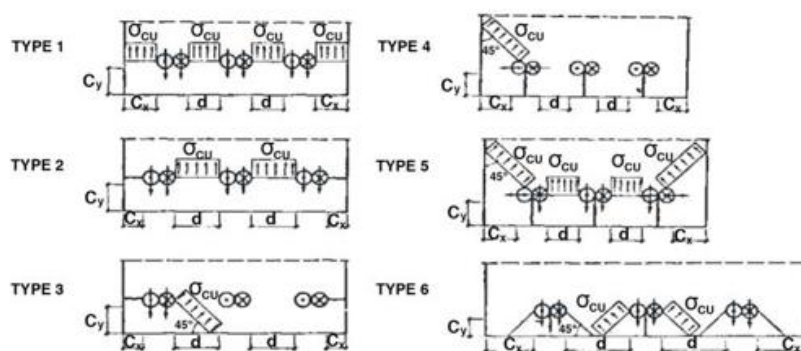 TYPE 1
σCU σCU σCU σCU
Cy
Cx d d Cx
TYPE 2
σCU σCU
Cy
Cx d d Cx
TYPE 3
σCU
45°
Cy
Cx d d Cx
TYPE 4
σCU
45°
Cy
Cx d d Cx
TYPE 5
σCU σCU σCU σCU
45°
Cy
Cx d d Cx
TYPE 6
σCU σCU
45°
Cy
Cx d d Cx